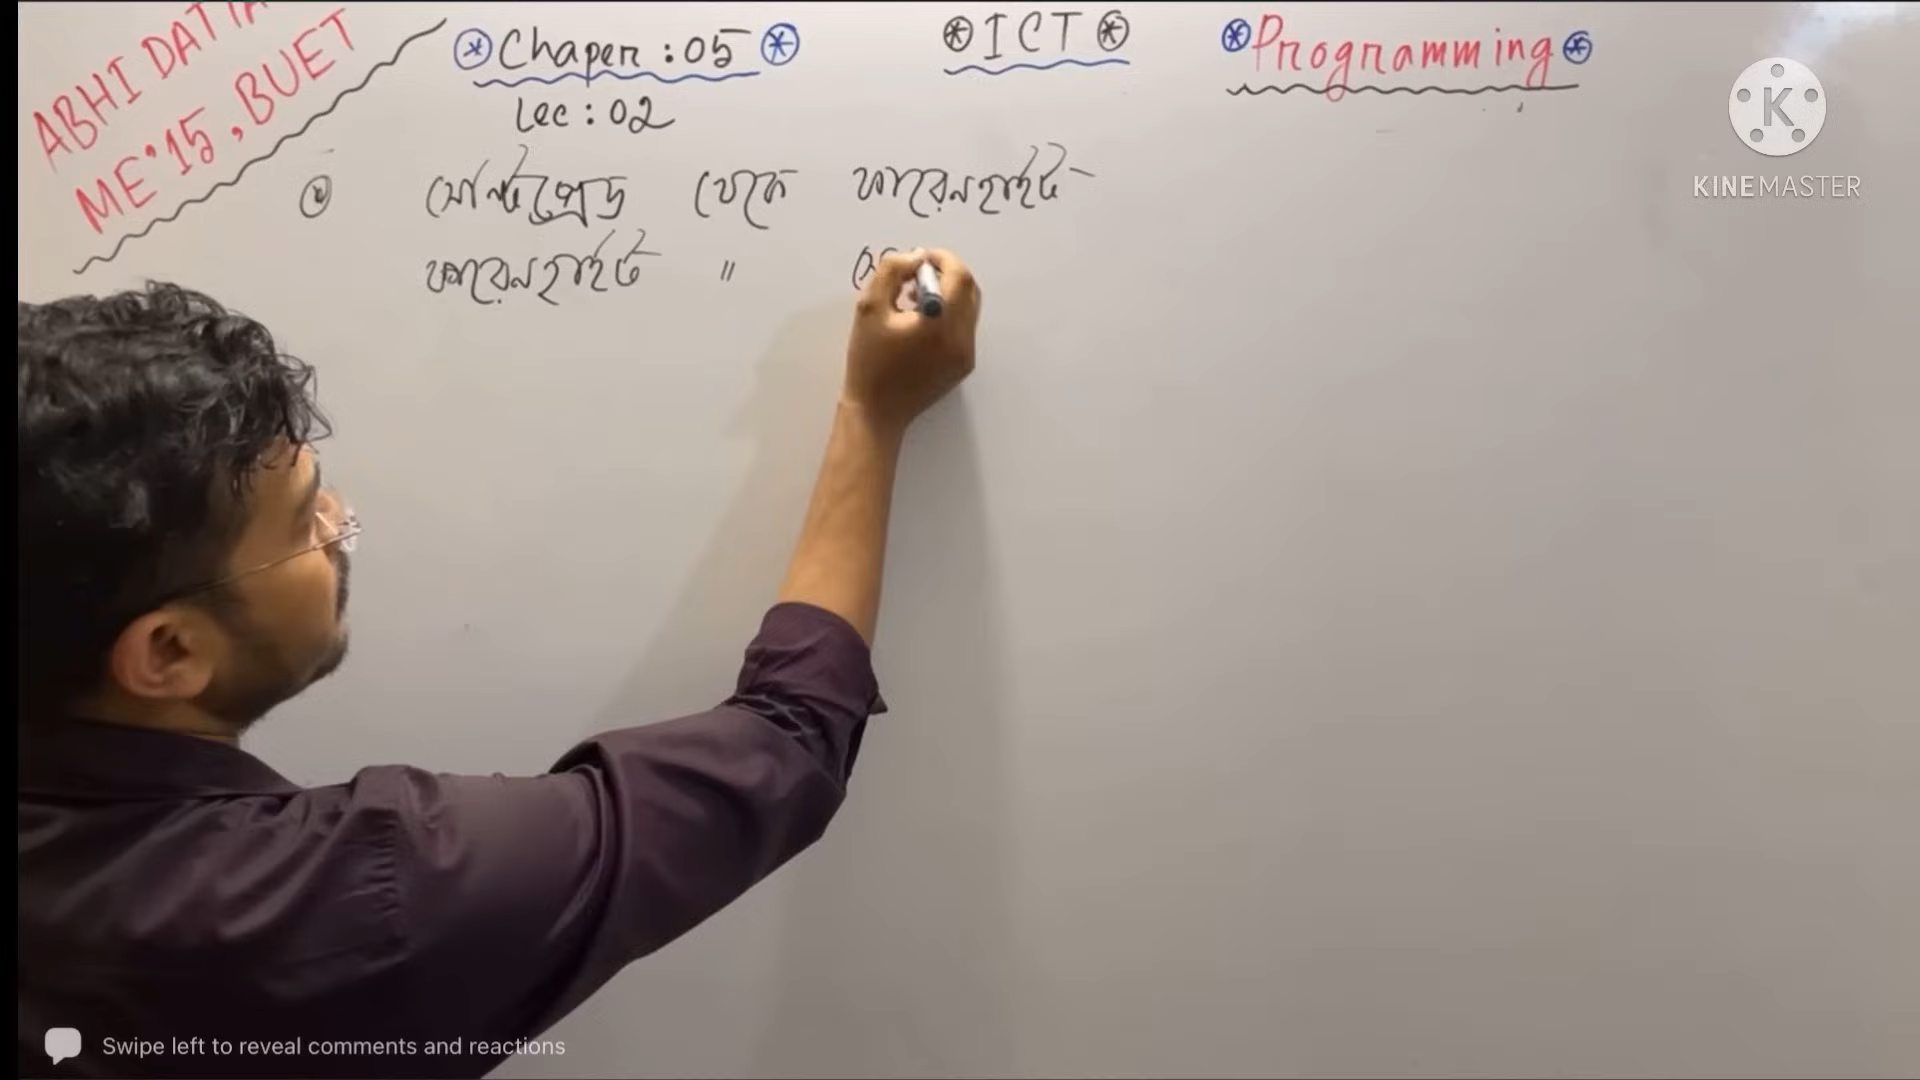 ABHI DATTA
ME'15, BUET
Chaper : 05
ICT
Programming
Lec : 02
সেন্টিগ্রেড থেকে ফারেনহাইট
ফারেনহাইট "
KINEMASTER
Swipe left to reveal comments and reactions